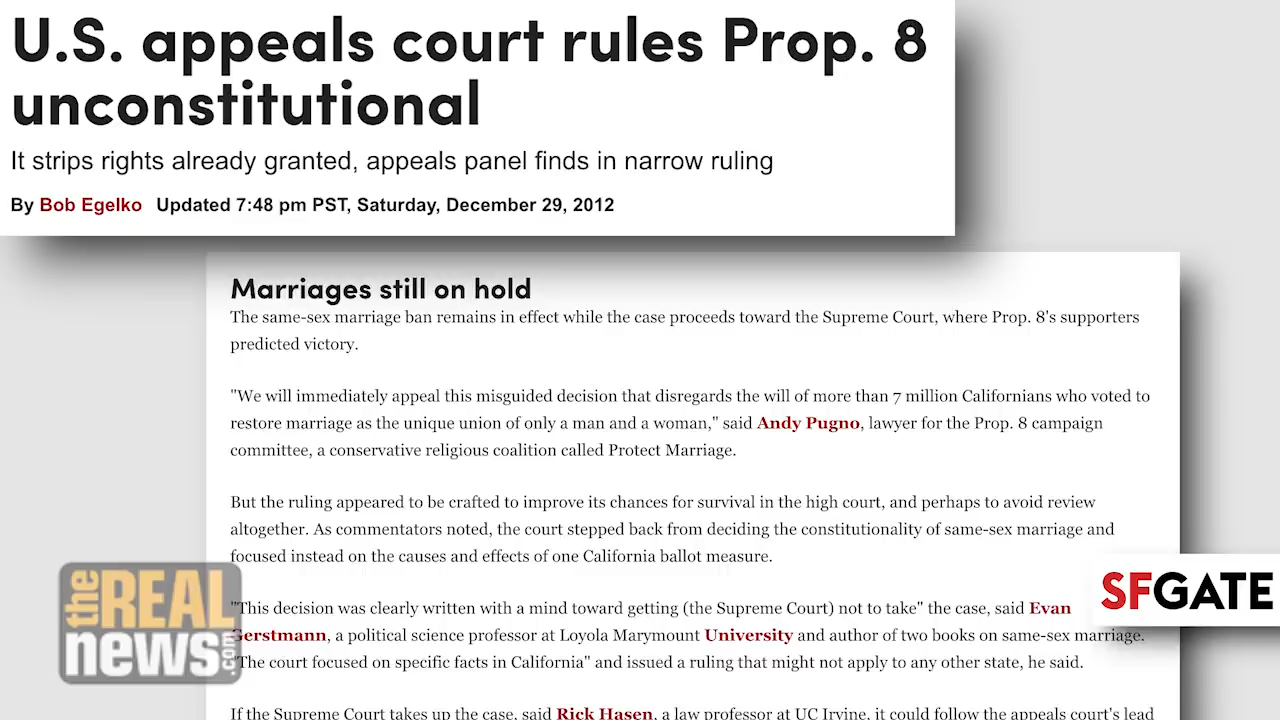 U.S. appeals court rules Prop. 8
unconstitutional
It strips rights already granted, appeals panel finds in narrow ruling
By Bob Egelko Updated 7:48 pm PST, Saturday, December 29, 2012
Marriages still on hold
The same-sex marriage ban remains in effect while the case proceeds toward the Supreme Court, where Prop. 8's supporters
predicted victory.
"We will immediately appeal this misguided decision that disregards the will of more than 7 million Californians who voted to
restore marriage as the unique union of only a man and a woman," said Andy Pugno, lawyer for the Prop. 8 campaign
committee, a conservative religious coalition called Protect Marriage.
But the ruling appeared to be crafted to improve its chances for survival in the high court, and perhaps to avoid review
altogether. As commentators noted, the court stepped back from deciding the constitutionality of same-sex marriage and
focused instead on the causes and effects of one California ballot measure.
"This decision was clearly written with a mind toward getting (the Supreme Court) not to take" the case, said Evan
Gerstmann, a political science professor at Loyola Marymount University and author of two books on same-sex marriage.
"The court focused on specific facts in California" and issued a ruling that might not apply to any other state, he said.
If the Supreme Court takes up the case, said Rick Hasen, a law professor at UC Irvine, it could follow the appeals court's lead
SFGATE
the REAL
news.com